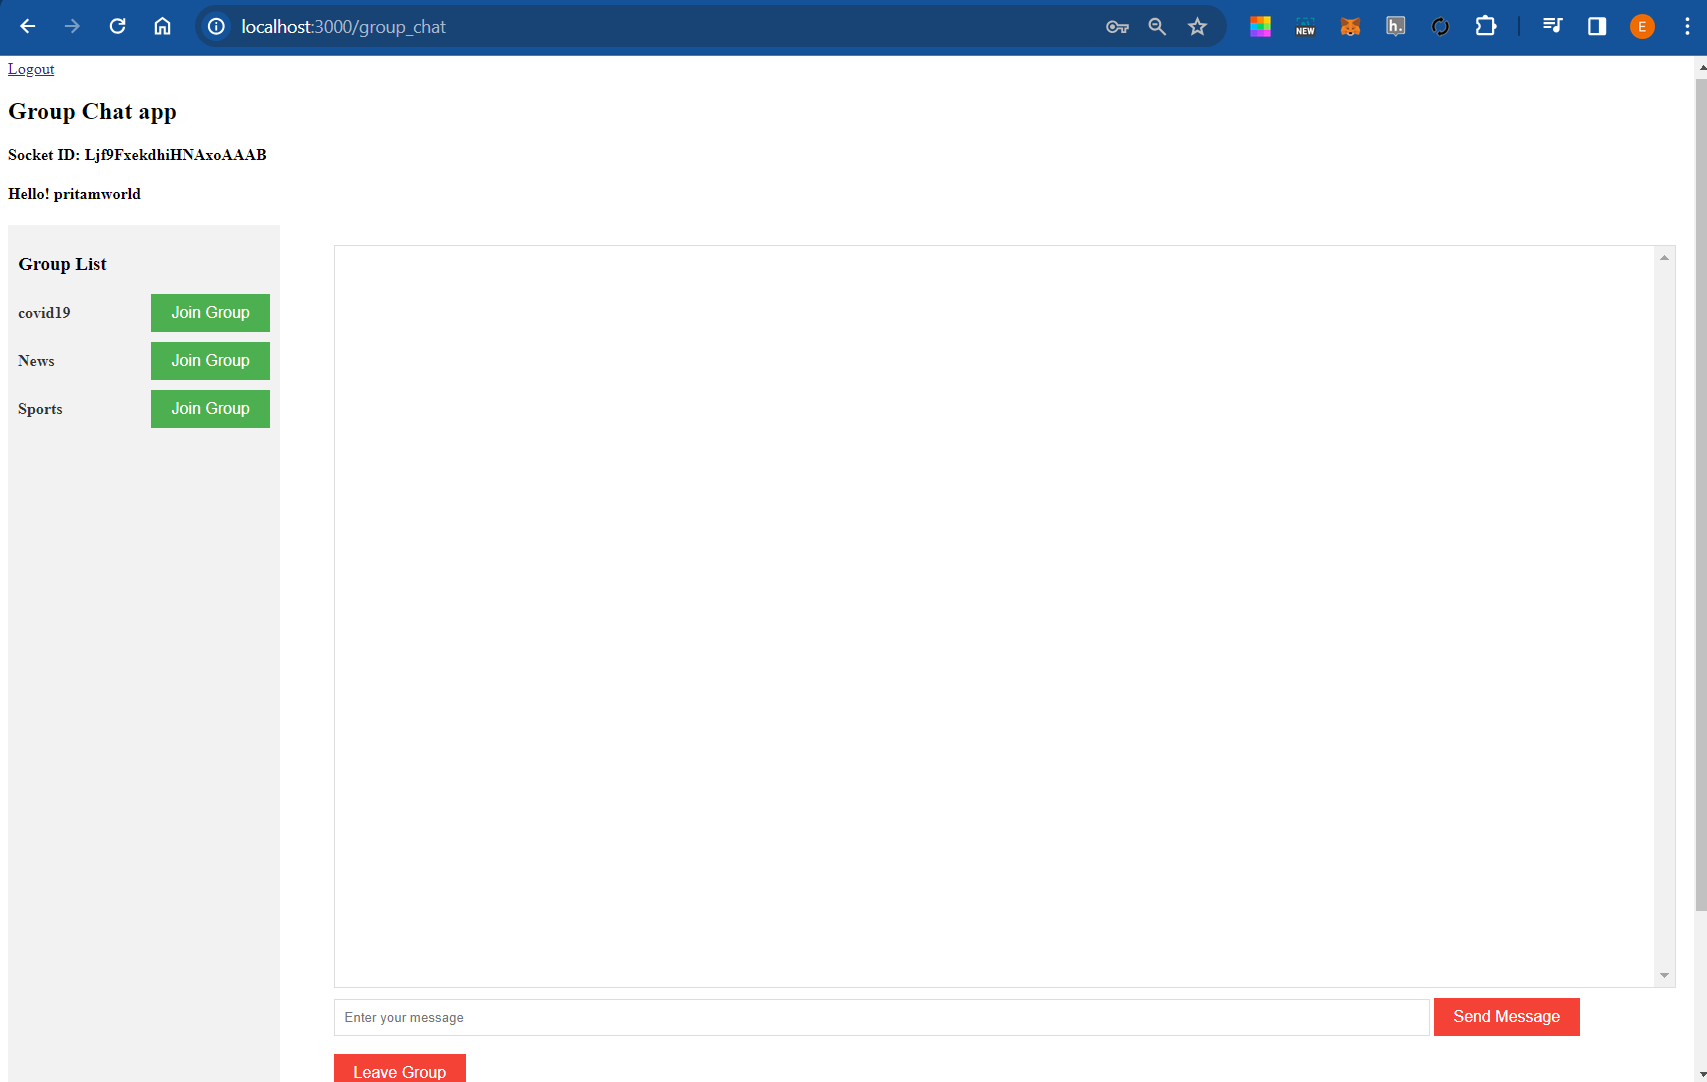 localhost:3000/group_chat
NEW
h.
E
Logout
Group Chat app
Socket ID: Ljf9FxekdhiHNAxoAAAB
Hello! pritamworld
Group List
covid19 Join Group
News Join Group
Sports Join Group
Enter your message Send Message
Leave Group